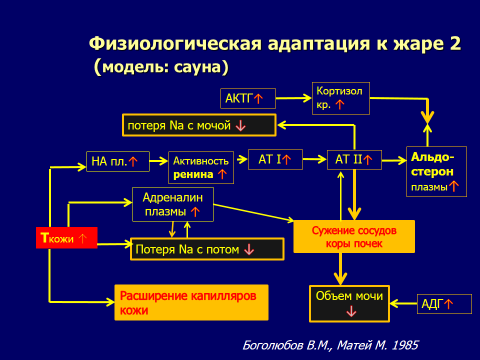 Физиологическая адаптация к жаре 2
(модель: сауна)
АКТГ↑
Кортизол
кр. ↑
потеря Na с мочой ↓
НА пл.↑
Активность
ренина↑
АТ I↑
АТ II↑
Альдо-
стерон
плазмы↑
Адреналин
плазмы ↑
Ткожи ↑
Потеря Na с потом ↓
Сужение сосудов
коры почек
Расширение капилляров
кожи
Объем мочи
↓
АДГ↑
Боголюбов В.М., Матей М. 1985